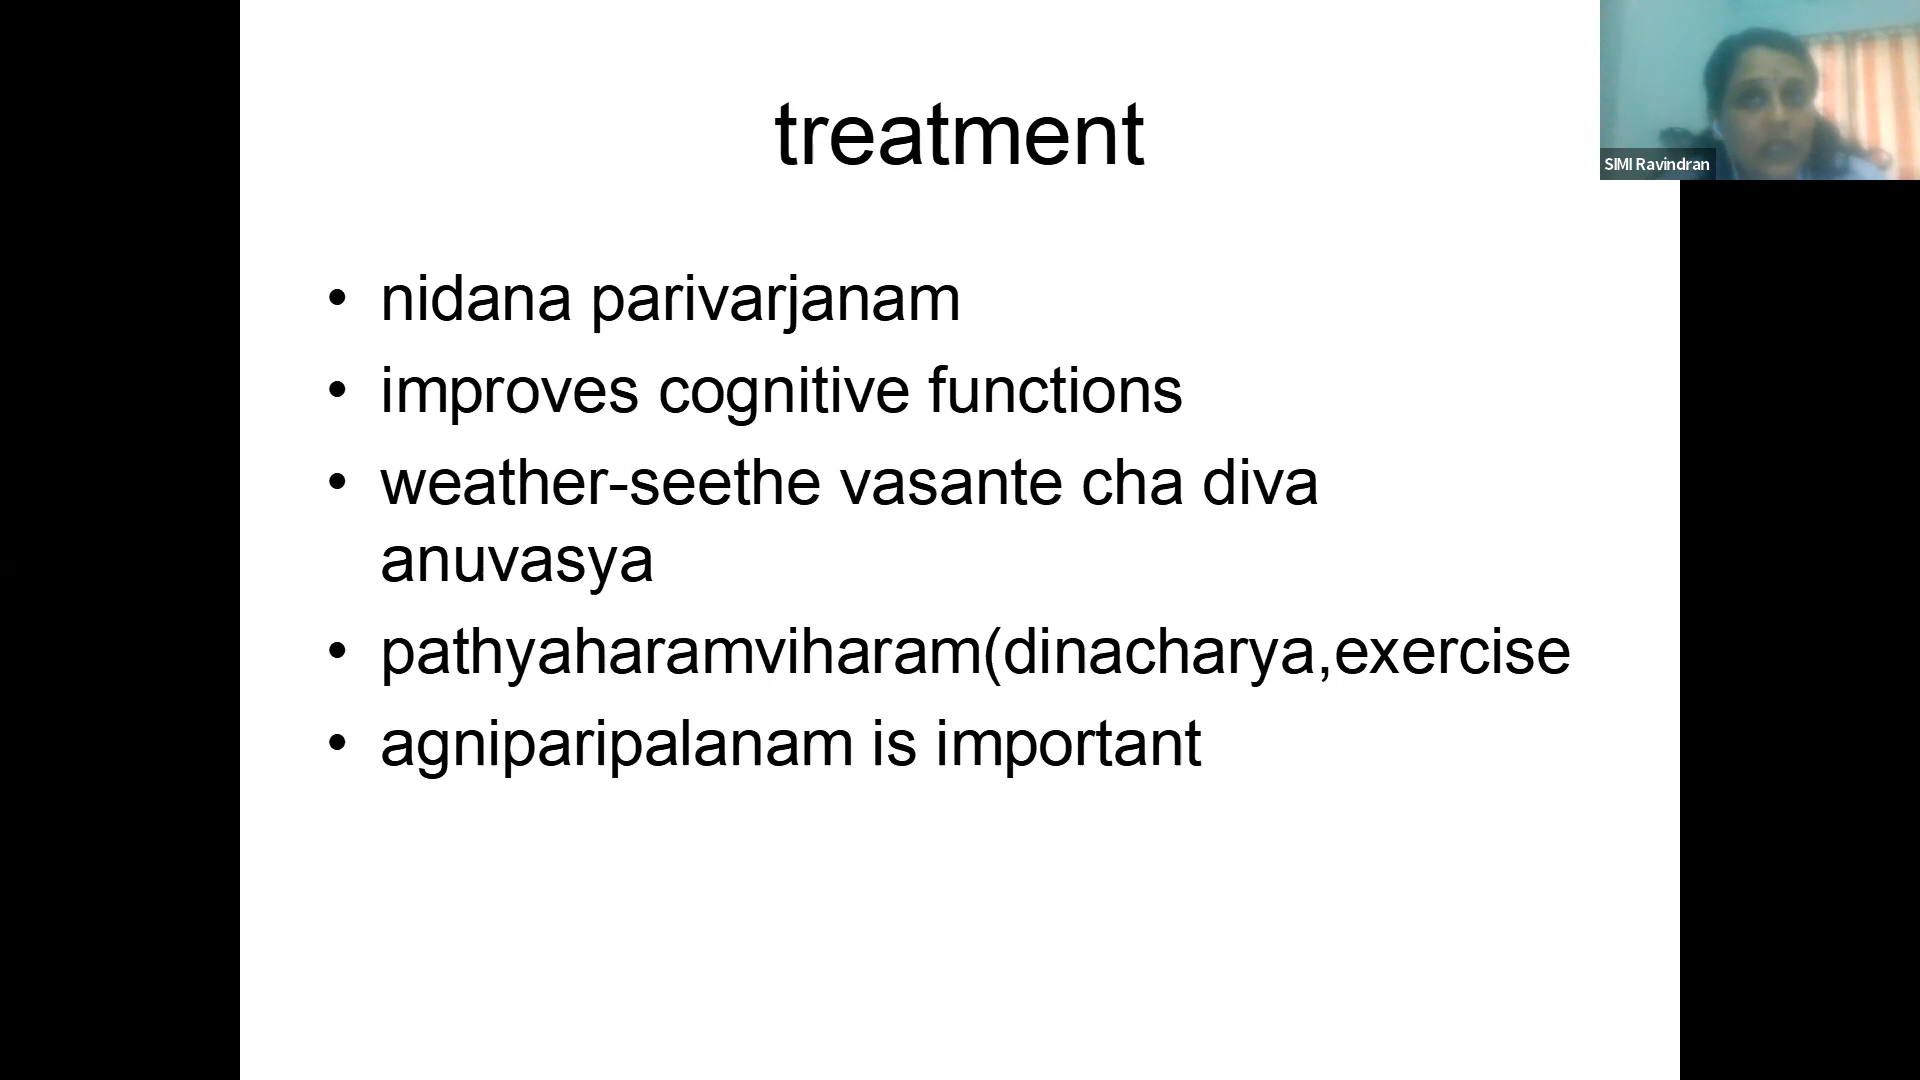 treatment
SIMI Ravindran
• nidana parivarjanam
• improves cognitive functions
• weather-seethe vasante cha diva
anuvasya
• pathyaharamviharam(dinacharya,exercise
• agniparipalanam is important